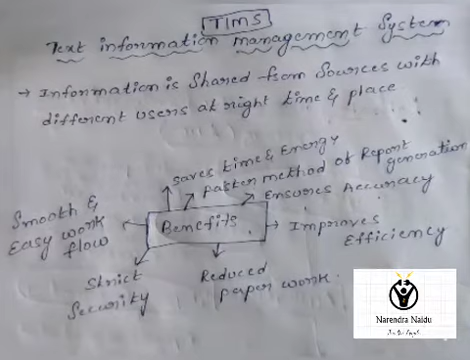 TIMS
Text information management System
→ Information is Shared from Sources with
different users at right time & place
saves time & Energy
faster method of Report
generation
Ensures Accuracy
Smooth &
Easy work
flow
Benefits
Improves
Efficiency
Strict
Security
Reduced
paper work.
Narendra Naidu